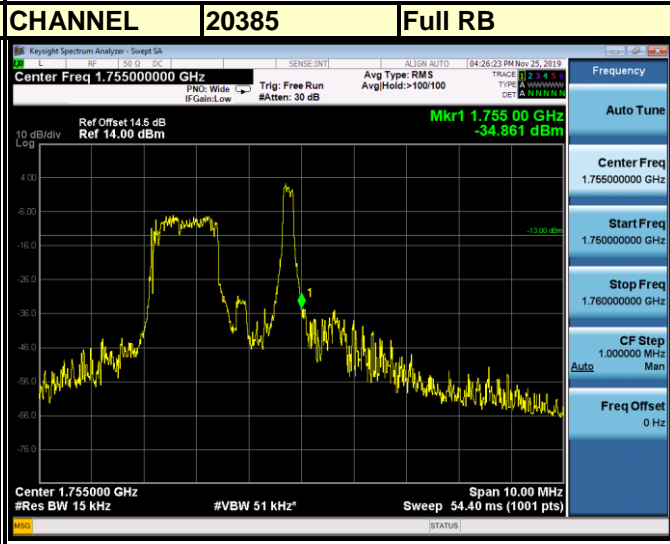 CHANNEL 20385 Full RB
Keysight Spectrum Analyzer - Swept SA
L RF 50 Ω DC SENSE:INT ALIGN AUTO 04:26:23 PM Nov 25, 2019
Center Freq 1.755000000 GHz
PNO: Wide
IFGain:Low
Trig: Free Run
#Atten: 30 dB
Avg Type: RMS
Avg|Hold:>100/100
TRACE 1 2 3 4 5 6
TYPE A WWWWW
DET A N N N N N
Ref Offset 14.5 dB
10 dB/div Ref 14.00 dBm
Log
Mkr1 1.755 00 GHz
-34.861 dBm
4.00
-6.00
-13.00 dBm
-16.0
-26.0
1
-36.0
-46.0
-56.0
-66.0
-76.0
Center 1.755000 GHz Span 10.00 MHz
#Res BW 15 kHz #VBW 51 kHz* Sweep 54.40 ms (1001 pts)
MSG STATUS
Frequency
Auto Tune
Center Freq
1.755000000 GHz
Start Freq
1.750000000 GHz
Stop Freq
1.760000000 GHz
CF Step
1.000000 MHz
Auto Man
Freq Offset
0 Hz